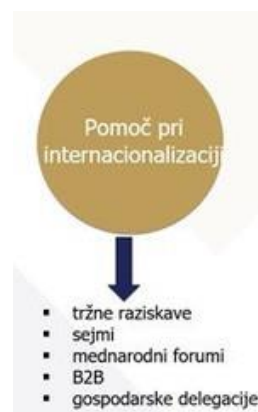 Pomoč pri
internacionalizaciji
▪ tržne raziskave
▪ sejmi
▪ mednarodni forumi
▪ B2B
▪ gospodarske delegacije